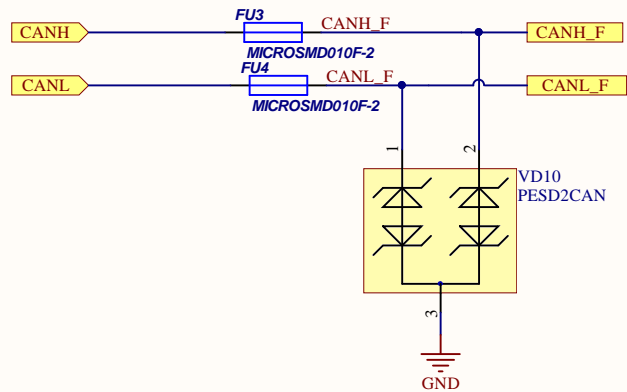 FU3
CANH
CANH_F
CANH_F
MICROSMD010F-2
FU4
CANL
CANL_F
CANL_F
MICROSMD010F-2
1
2
VD10
PESD2CAN
3
GND